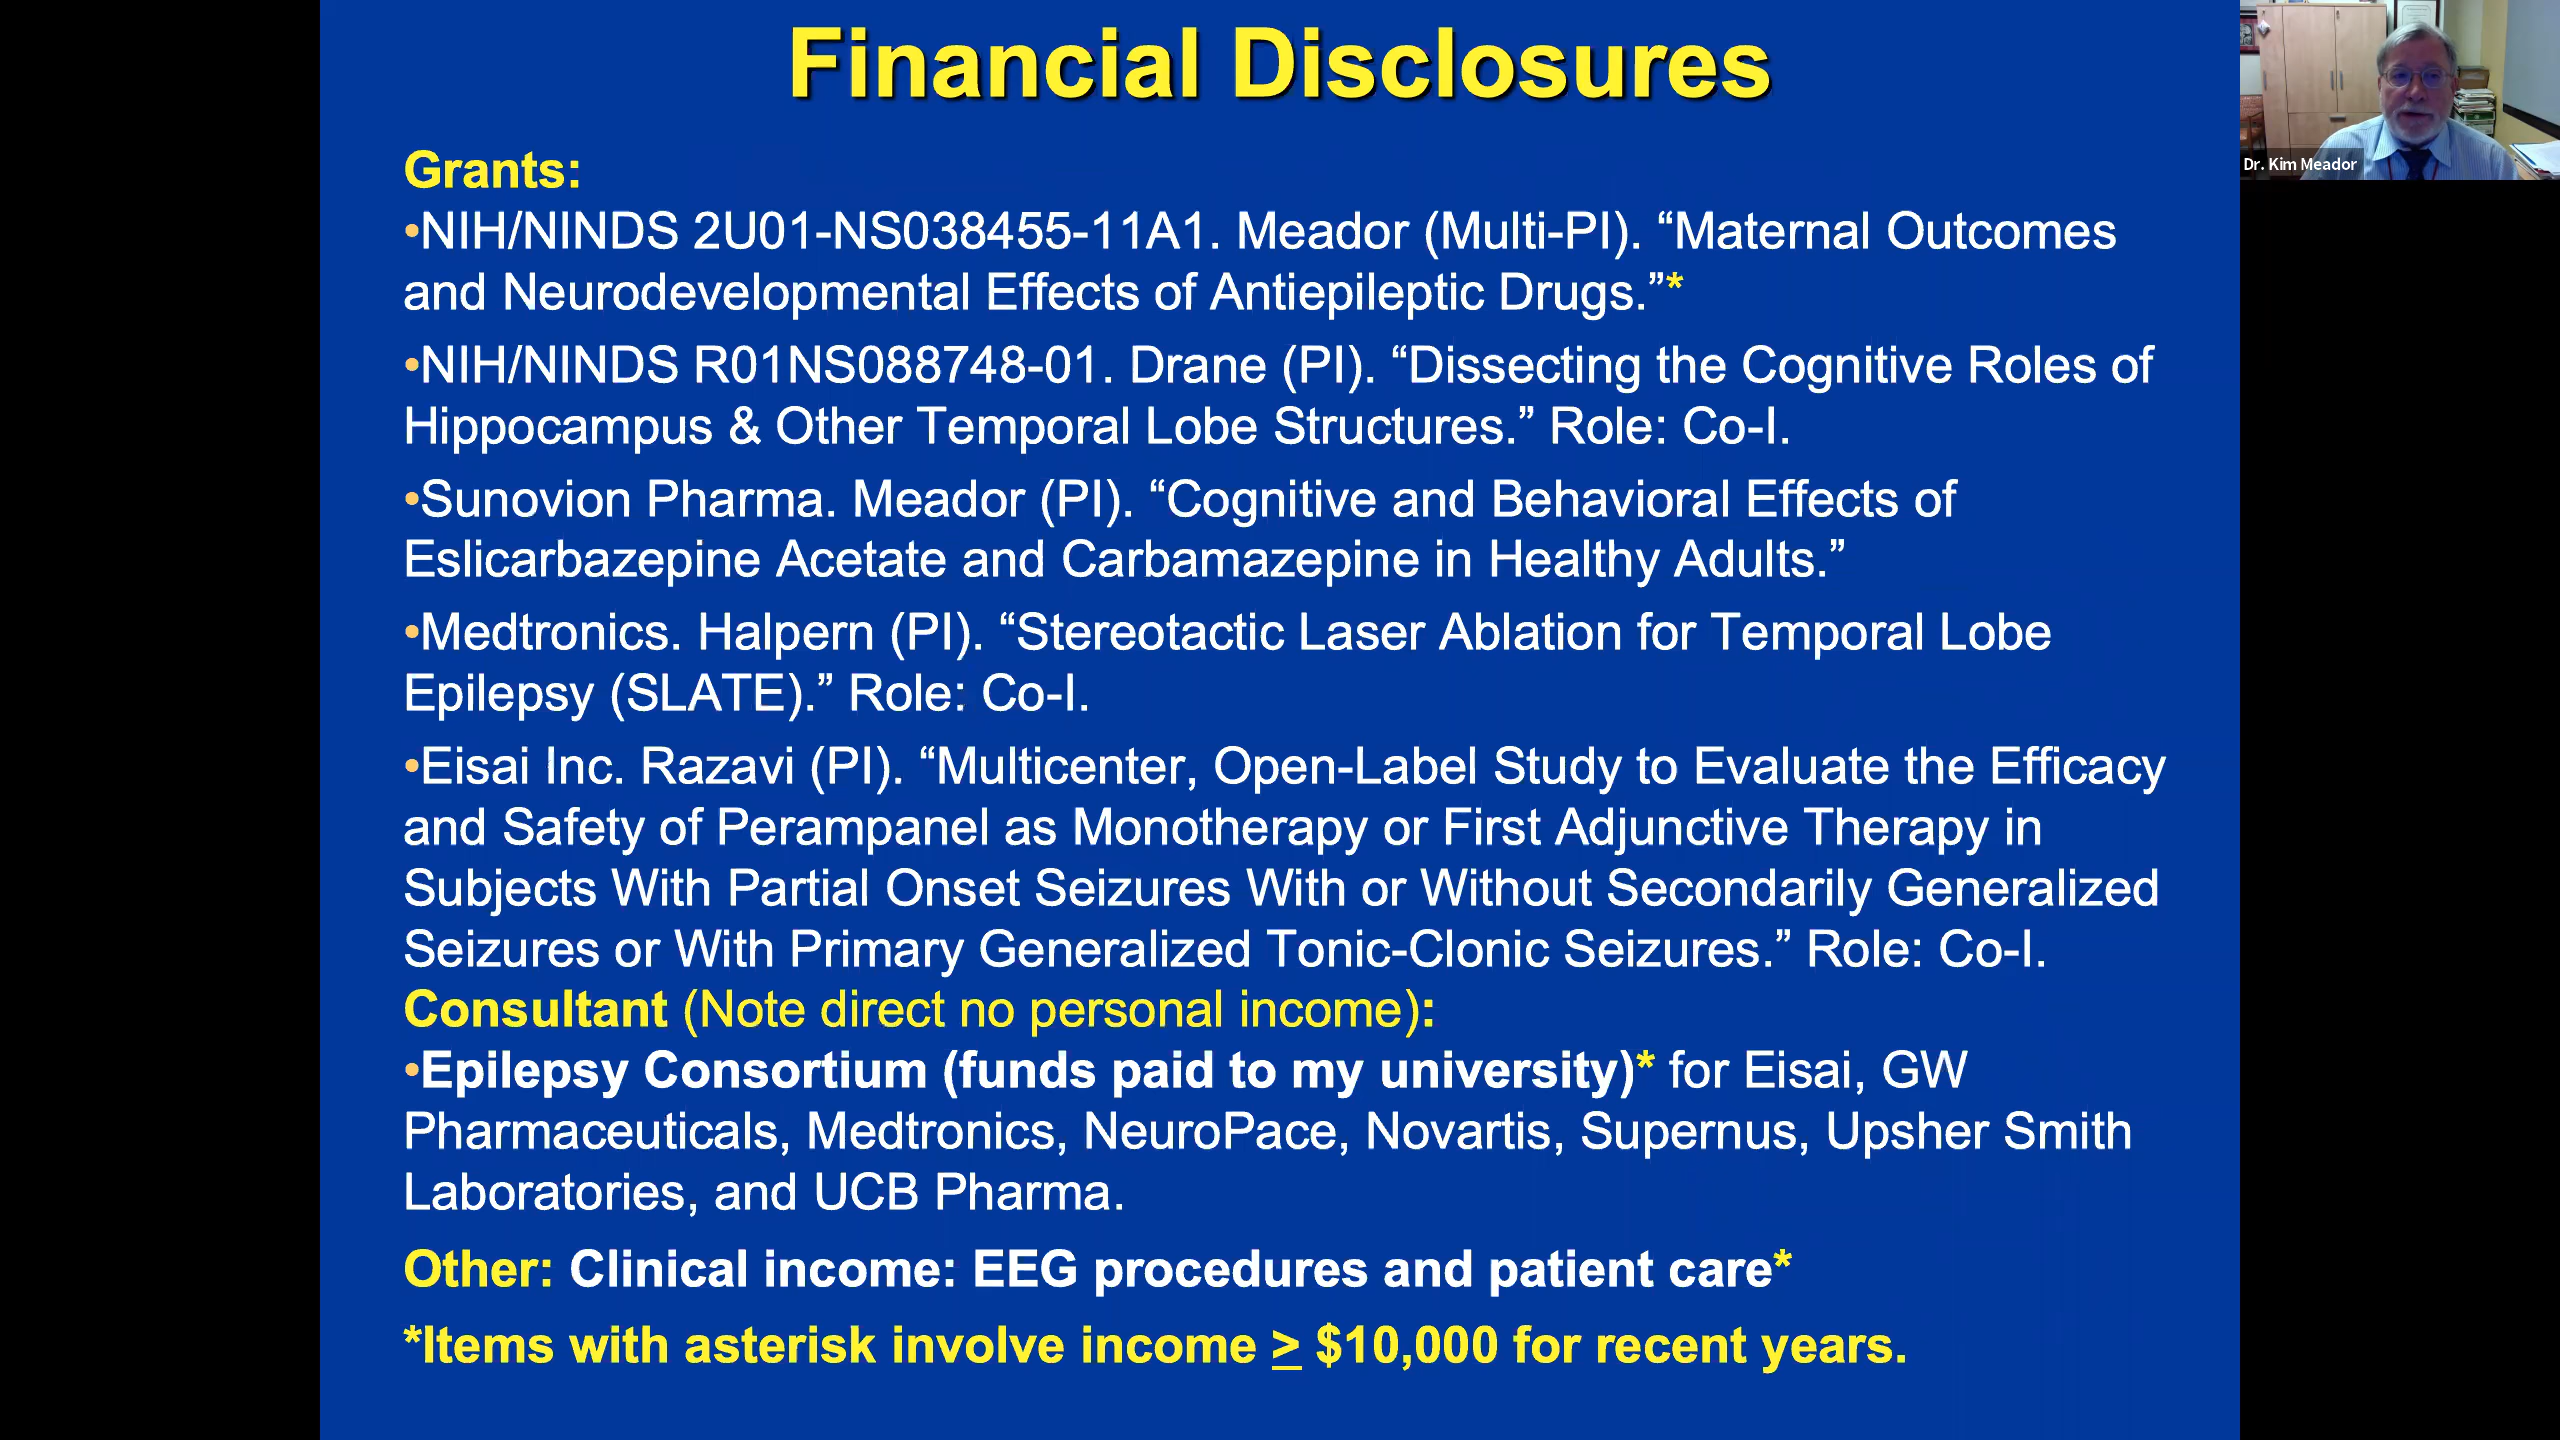 Financial Disclosures
Dr. Kim Meador
Grants:
•NIH/NINDS 2U01-NS038455-11A1. Meador (Multi-PI). “Maternal Outcomes
and Neurodevelopmental Effects of Antiepileptic Drugs.”*
•NIH/NINDS R01NS088748-01. Drane (PI). “Dissecting the Cognitive Roles of
Hippocampus & Other Temporal Lobe Structures.” Role: Co-I.
•Sunovion Pharma. Meador (PI). “Cognitive and Behavioral Effects of
Eslicarbazepine Acetate and Carbamazepine in Healthy Adults.”
•Medtronics. Halpern (PI). “Stereotactic Laser Ablation for Temporal Lobe
Epilepsy (SLATE).” Role: Co-I.
•Eisai Inc. Razavi (PI). “Multicenter, Open-Label Study to Evaluate the Efficacy
and Safety of Perampanel as Monotherapy or First Adjunctive Therapy in
Subjects With Partial Onset Seizures With or Without Secondarily Generalized
Seizures or With Primary Generalized Tonic-Clonic Seizures.” Role: Co-I.
Consultant (Note direct no personal income):
•Epilepsy Consortium (funds paid to my university)* for Eisai, GW
Pharmaceuticals, Medtronics, NeuroPace, Novartis, Supernus, Upsher Smith
Laboratories, and UCB Pharma.
Other: Clinical income: EEG procedures and patient care*
*Items with asterisk involve income ≥ $10,000 for recent years.